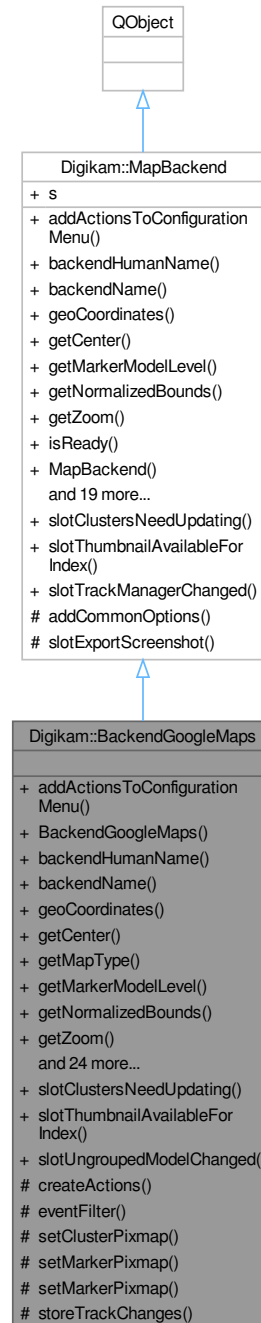 QObject
Digikam::MapBackend
+ s
+ addActionsToConfiguration
Menu()
+ backendHumanName()
+ backendName()
+ geoCoordinates()
+ getCenter()
+ getMarkerModelLevel()
+ getNormalizedBounds()
+ getZoom()
+ isReady()
+ MapBackend()
and 19 more...
+ slotClustersNeedUpdating()
+ slotThumbnailAvailableFor
Index()
+ slotTrackManagerChanged()
# addCommonOptions()
# slotExportScreenshot()
Digikam::BackendGoogleMaps
+ addActionsToConfiguration
Menu()
+ BackendGoogleMaps()
+ backendHumanName()
+ backendName()
+ geoCoordinates()
+ getCenter()
+ getMapType()
+ getMarkerModelLevel()
+ getNormalizedBounds()
+ getZoom()
and 24 more...
+ slotClustersNeedUpdating()
+ slotThumbnailAvailableFor
Index()
+ slotUngroupedModelChanged(
# createActions()
# eventFilter()
# setClusterPixmap()
# setMarkerPixmap()
# setMarkerPixmap()
# storeTrackChanges()